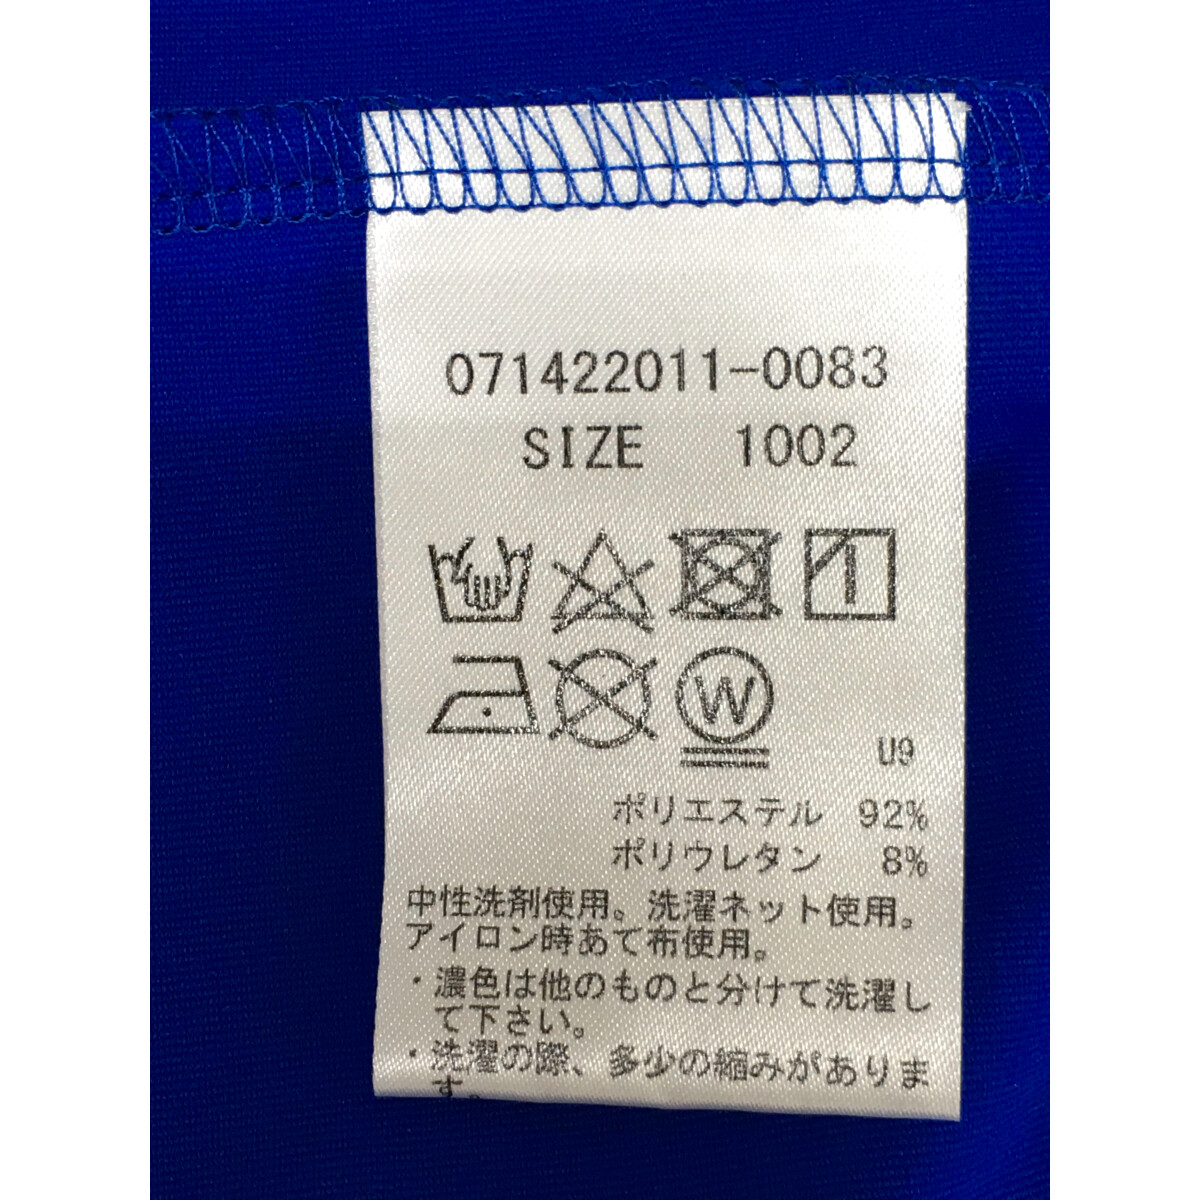 071422011-0083
SIZE 1002
W
U9
ポリエステル 92%
ポリウレタン 8%
中性洗剤使用。洗濯ネット使用。
アイロン時あて布使用。
・濃色は他のものと分けて洗濯し
て下さい。
・洗濯の際、多少の縮みがありま
す。